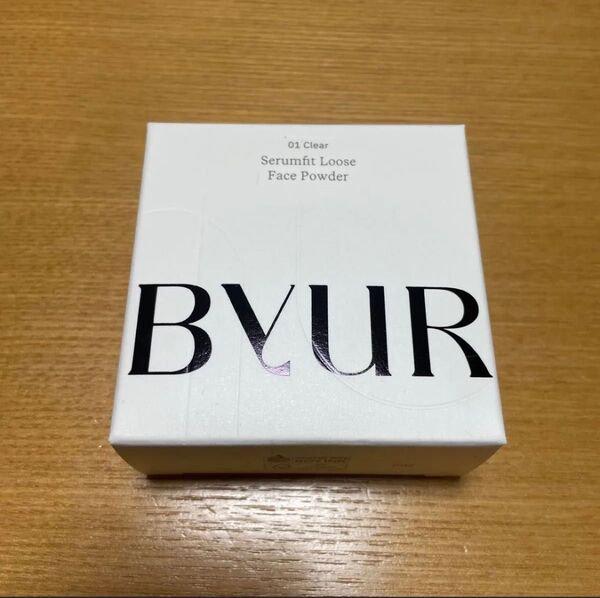 01 Clear
Serumfit Loose
Face Powder
BYUR